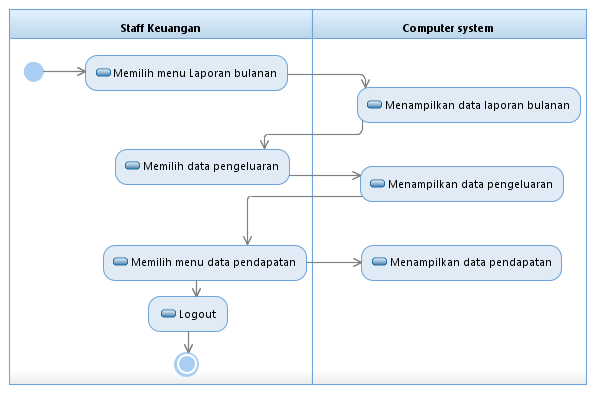 Staff Keuangan
Computer system
Memilih menu Laporan bulanan
Menampilkan data laporan bulanan
Memilih data pengeluaran
Menampilkan data pengeluaran
Memilih menu data pendapatan
Menampilkan data pendapatan
Logout